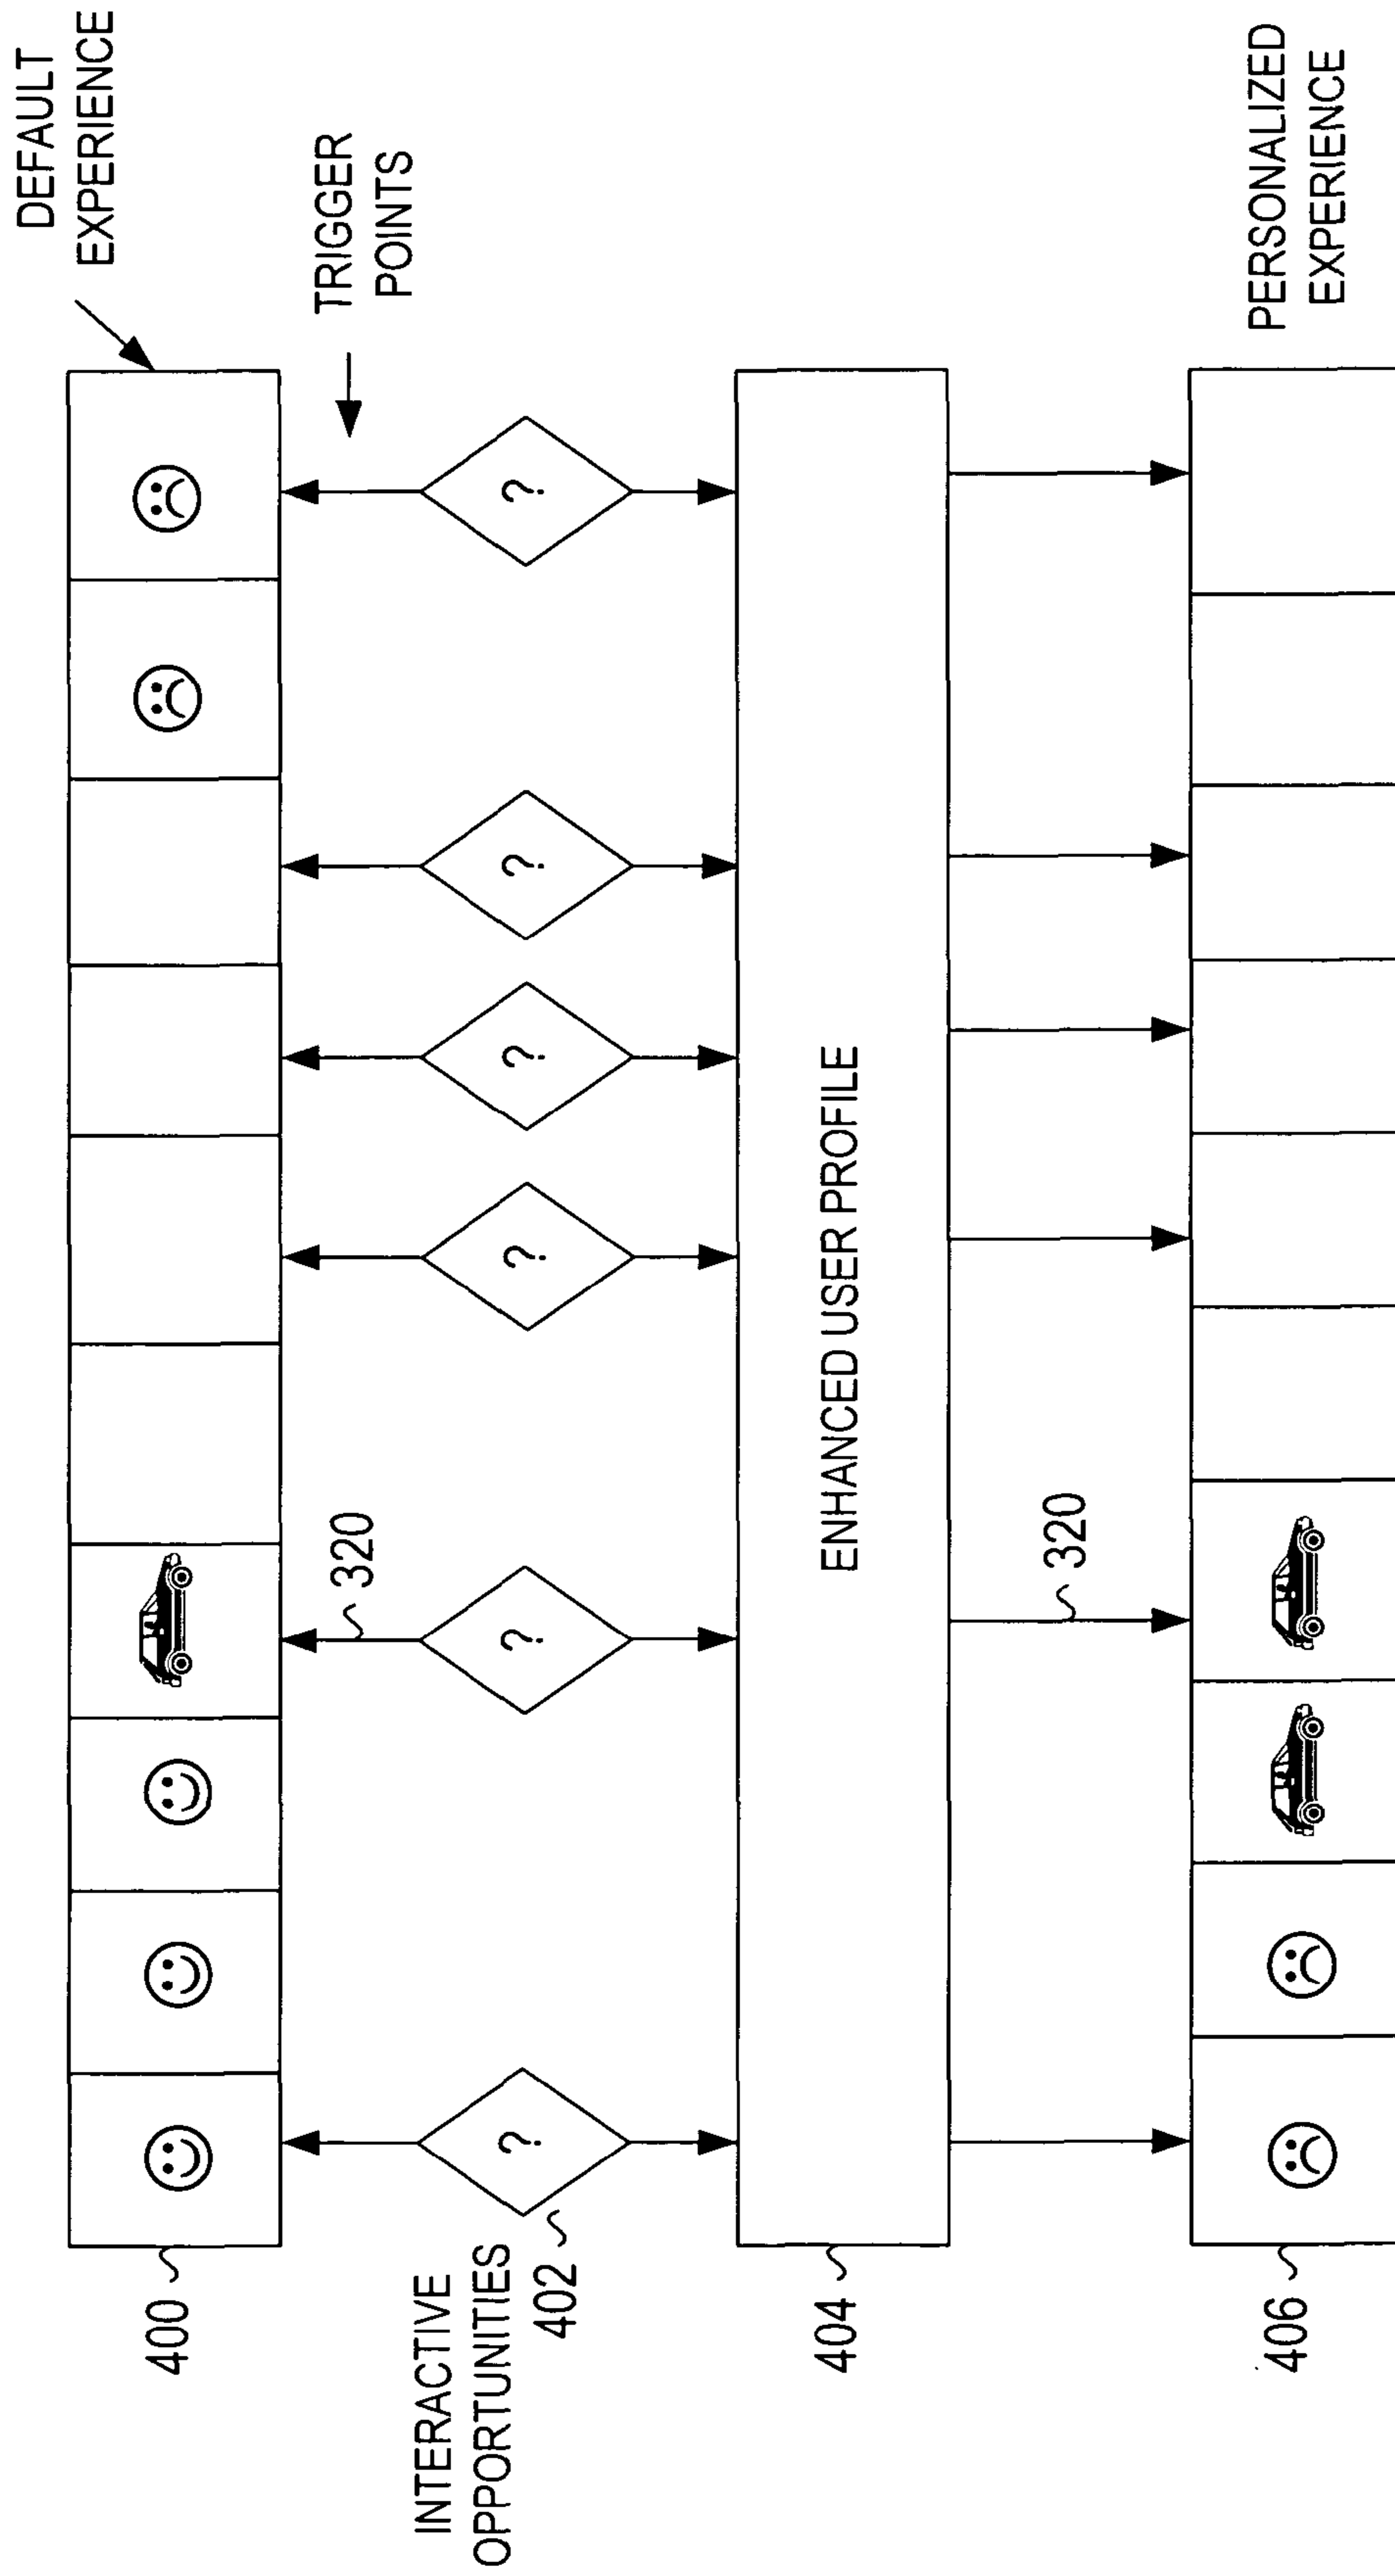 DEFAULT
EXPERIENCE
TRIGGER
POINTS
400
320
?
?
?
?
?
?
INTERACTIVE
OPPORTUNITIES
402
ENHANCED USER PROFILE
404
320
406
PERSONALIZED
EXPERIENCE